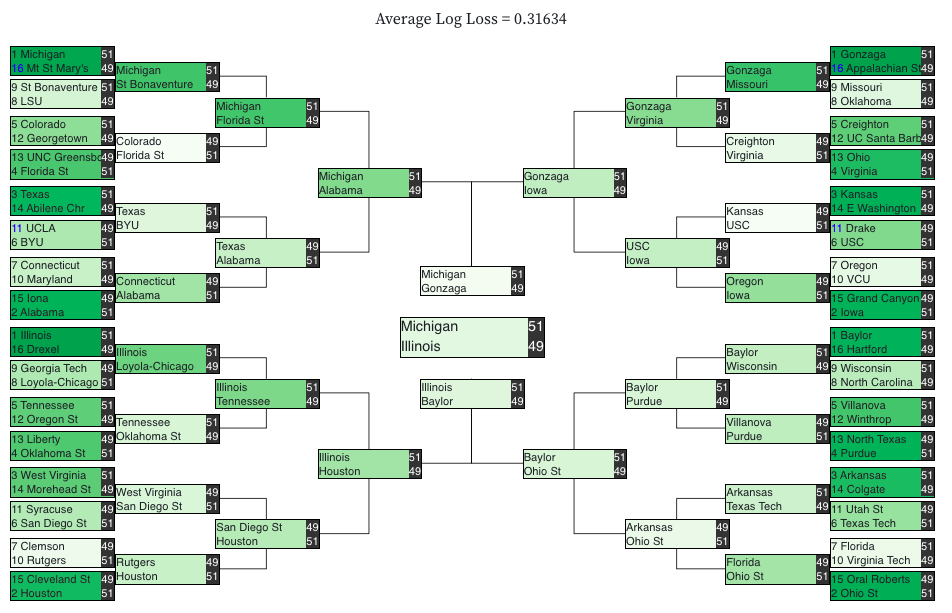 Average Log Loss = 0.31634
1 Michigan 51
16 Mt St Mary's 49
9 St Bonaventure 51
8 LSU 49
5 Colorado 51
12 Georgetown 49
13 UNC Greensbo 49
4 Florida St 51
3 Texas 51
14 Abilene Chr 49
11 UCLA 49
6 BYU 51
7 Connecticut 51
10 Maryland 49
15 Iona 49
2 Alabama 51
1 Illinois 51
16 Drexel 49
9 Georgia Tech 49
8 Loyola-Chicago 51
5 Tennessee 51
12 Oregon St 49
13 Liberty 49
4 Oklahoma St 51
3 West Virginia 51
14 Morehead St 49
11 Syracuse 49
6 San Diego St 51
7 Clemson 49
10 Rutgers 51
15 Cleveland St 49
2 Houston 51
Michigan 51
St Bonaventure 49
Colorado 49
Florida St 51
Texas 51
BYU 49
Connecticut 49
Alabama 51
Illinois 51
Loyola-Chicago 49
Tennessee 51
Oklahoma St 49
West Virginia 49
San Diego St 51
Rutgers 49
Houston 51
Michigan 51
Florida St 49
Texas 49
Alabama 51
Illinois 51
Tennessee 49
San Diego St 49
Houston 51
Michigan 51
Alabama 49
Illinois 51
Houston 49
Michigan 51
Gonzaga 49
Michigan 51
Illinois 49
Illinois 51
Baylor 49
Gonzaga 51
Iowa 49
Baylor 51
Ohio St 49
Gonzaga 51
Virginia 49
USC 49
Iowa 51
Baylor 51
Purdue 49
Arkansas 49
Ohio St 51
Gonzaga 51
Missouri 49
Creighton 49
Virginia 51
Kansas 49
USC 51
Oregon 49
Iowa 51
Baylor 51
Wisconsin 49
Villanova 49
Purdue 51
Arkansas 51
Texas Tech 49
Florida 49
Ohio St 51
1 Gonzaga 51
16 Appalachian St 49
9 Missouri 51
8 Oklahoma 49
5 Creighton 51
12 UC Santa Barb 49
13 Ohio 49
4 Virginia 51
3 Kansas 51
14 E Washington 49
11 Drake 49
6 USC 51
7 Oregon 51
10 VCU 49
15 Grand Canyon 49
2 Iowa 51
1 Baylor 51
16 Hartford 49
9 Wisconsin 51
8 North Carolina 49
5 Villanova 51
12 Winthrop 49
13 North Texas 49
4 Purdue 51
3 Arkansas 51
14 Colgate 49
11 Utah St 49
6 Texas Tech 51
7 Florida 51
10 Virginia Tech 49
15 Oral Roberts 49
2 Ohio St 51